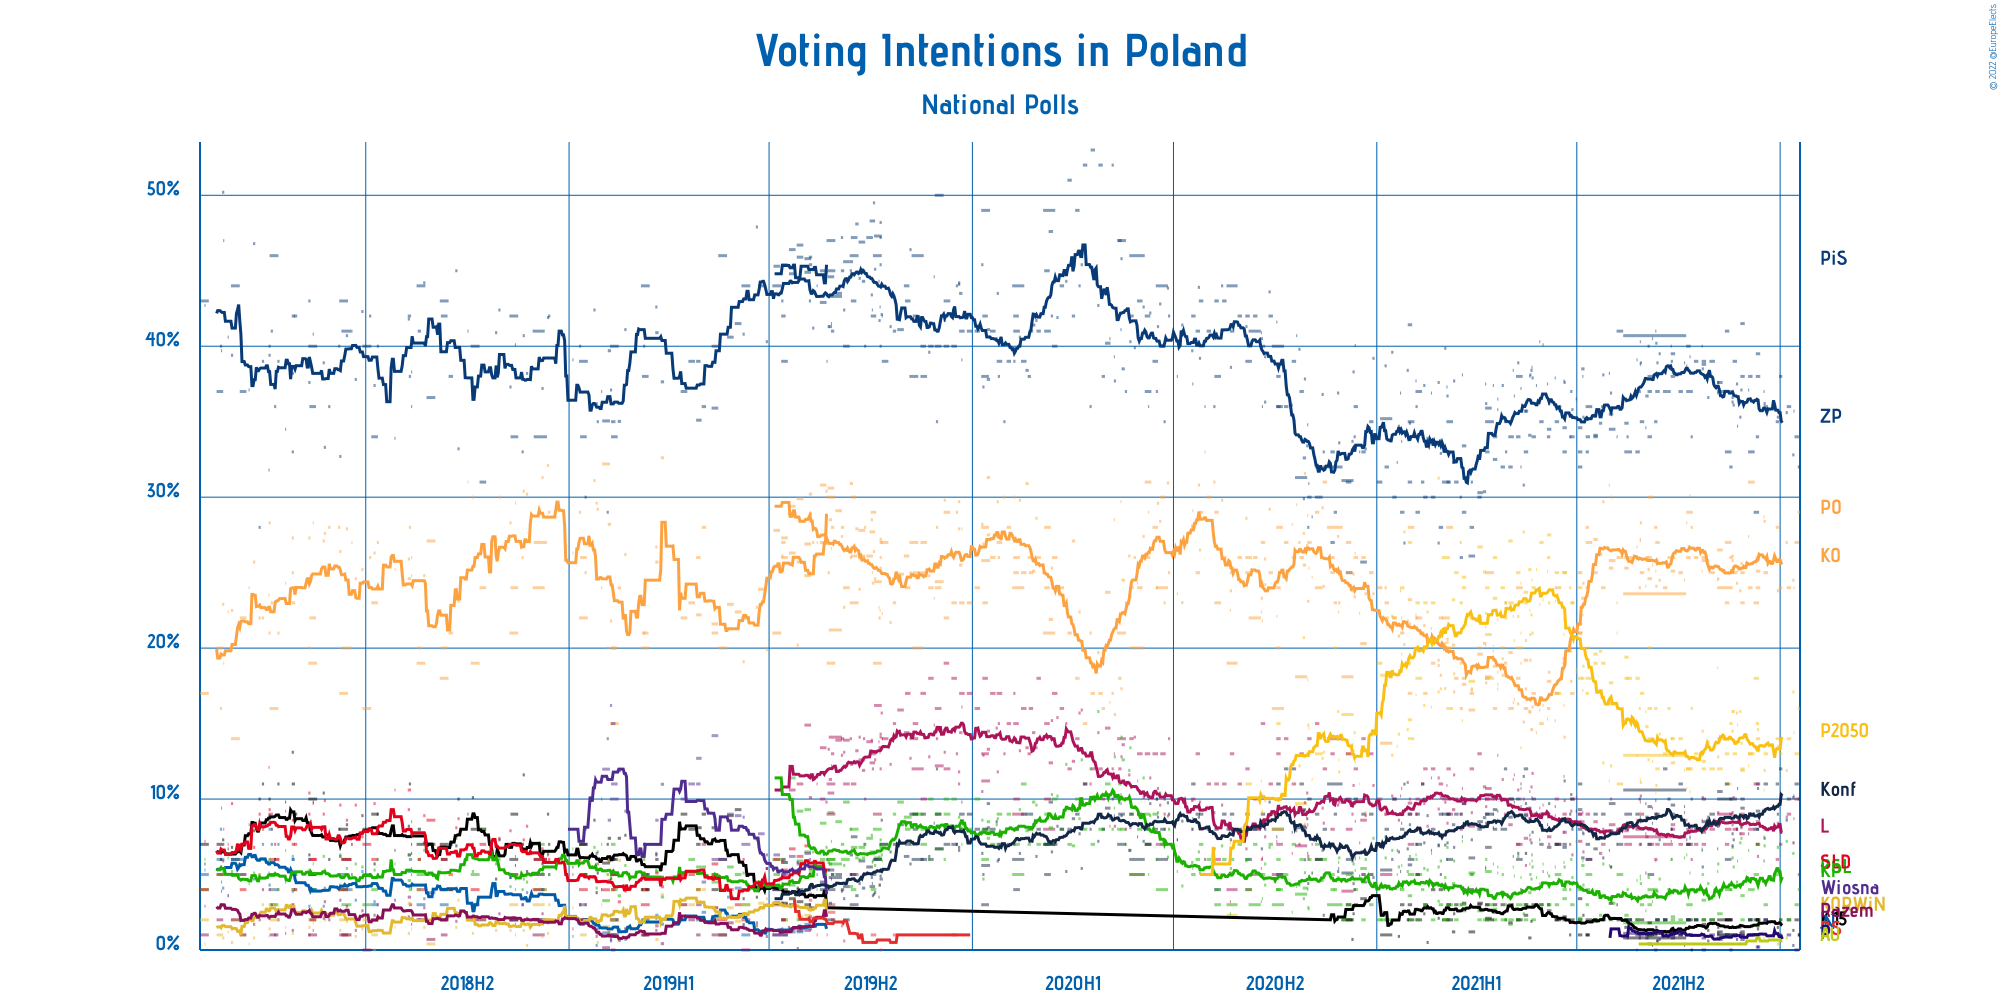 © 2022 @EuropeElects
Voting Intentions in Poland
National Polls
50%
40%
30%
20%
10%
0%
PiS
ZP
PO
KO
P2050
Konf
L
SLD
Wiosna
KORWiN
Razem
2018H2
2019H1
2019H2
2020H1
2020H2
2021H1
2021H2